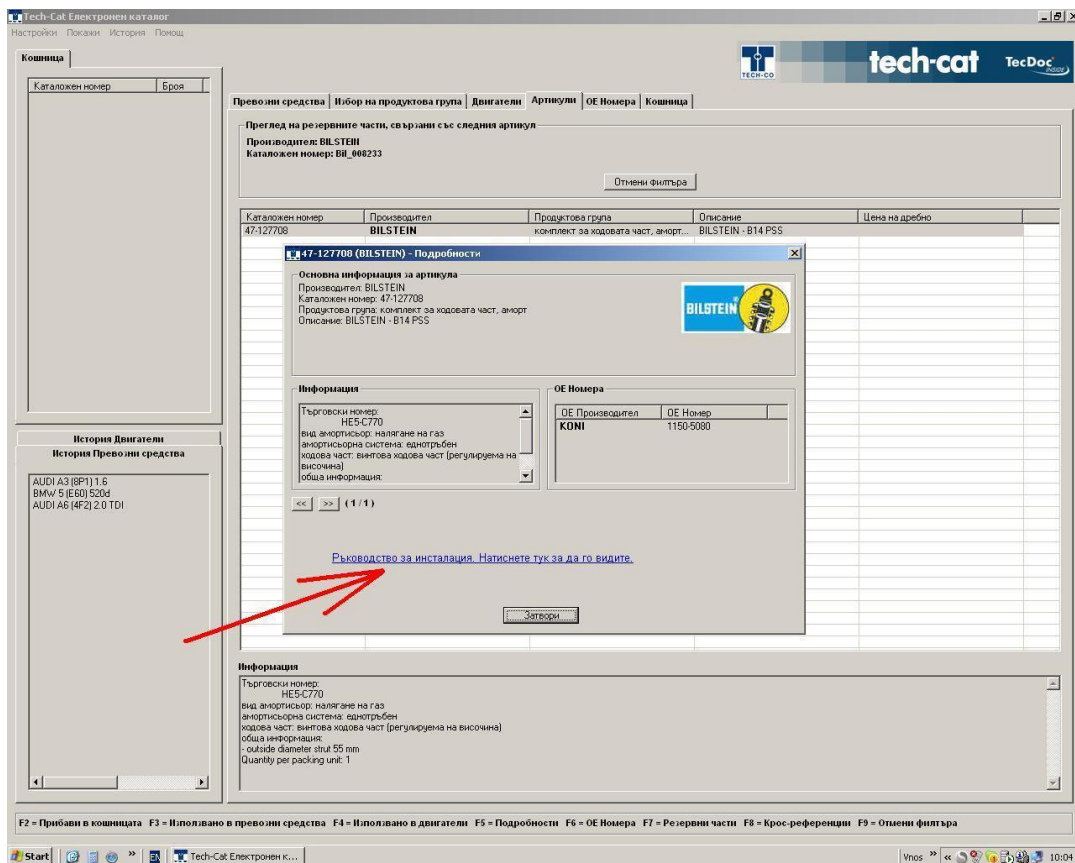 Tech-Cat Електронен каталог
Настройки Покажи История Помощ
Кошница
TECH-CO
tech-cat
TecDoc
INSIDE
Каталожен номер Броя
Превозни средства Избор на продуктова група Двигатели Артикули OE Номера Кошница
Преглед на резервните части, свързани със следния артикул
Производител: BILSTEIN
Каталожен номер: Bil_008233
Отмени филтъра
Каталожен номер Производител Продуктова група Описание Цена на дребно
47-127708 BILSTEIN комплект за ходовата част, аморт... BILSTEIN - B14 PSS
47-127708 (BILSTEIN) - Подробности
Основна информация за артикула
Производител: BILSTEIN
Каталожен номер: 47-127708
Продуктова група: комплект за ходовата част, аморт
Описание: BILSTEIN - B14 PSS
BILSTEIN
Информация
Търговски номер:
HE5-C770
вид амортисьор: налягане на газ
амортисьорна система: еднотръбен
ходова част: винтова ходова част (регулируема на
височина)
обща информация:
OE Номера
OE Производител OE Номер
KONI 1150-5080
<< >> ( 1 / 1 )
Ръководство за инсталация. Натиснете тук за да го видите.
Затвори
История Двигатели
История Превозни средства
AUDI A3 (8P1) 1.6
BMW 5 (E60) 520d
AUDI A6 (4F2) 2.0 TDI
Информация
Търговски номер:
HE5-C770
вид амортисьор: налягане на газ
амортисьорна система: еднотръбен
ходова част: винтова ходова част (регулируема на височина)
обща информация:
- outside diameter strut 55 mm
Quantity per packing unit: 1
F2 = Прибави в кошницата F3 = Използвано в превозни средства F4 = Използвано в двигатели F5 = Подробности F6 = OE Номера F7 = Резервни части F8 = Крос-референции F9 = Отмени филтъра
Start » EN Tech-Cat Електронен к... Vnos » « 10:04